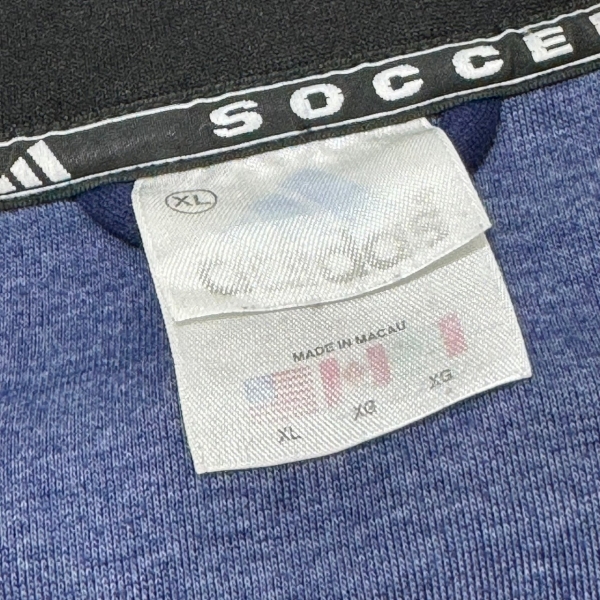 SOCCER
XL
adidas
MADE IN MACAU
XL XG XG